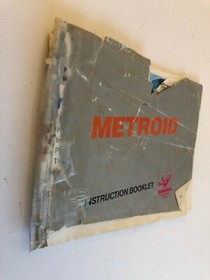 METROID
INSTRUCTION BOOKLET